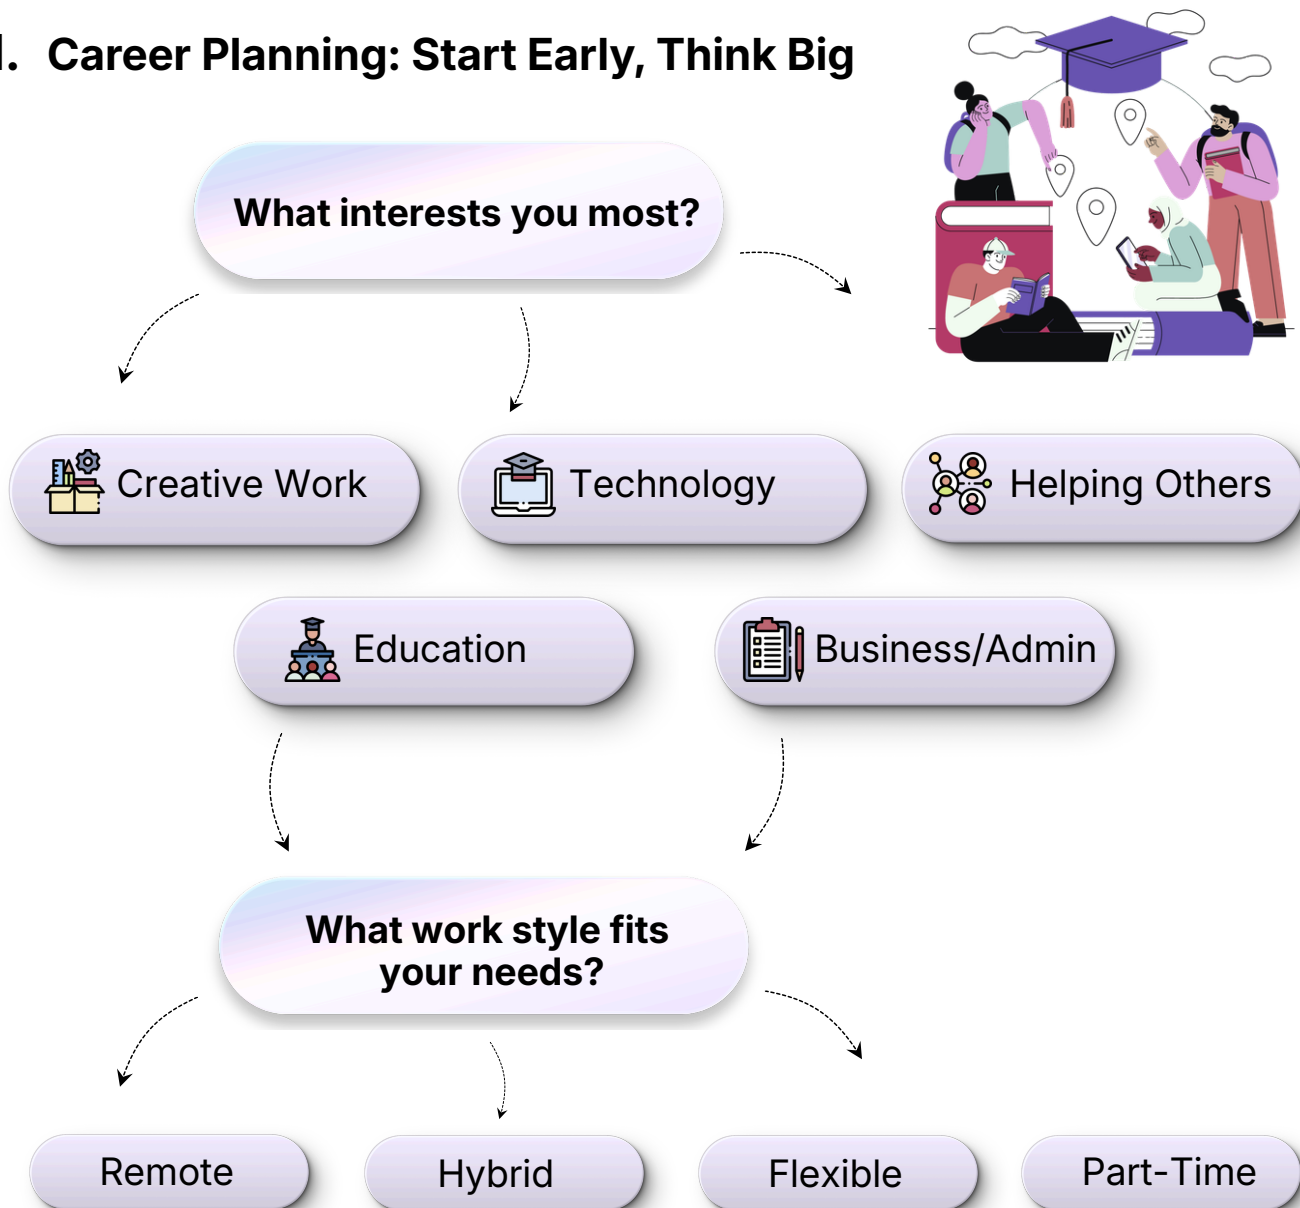 Career Planning: Start Early, Think Big
What interests you most?
Creative Work
Technology
Helping Others
Education
Business/Admin
What work style fits
your needs?
Remote
Hybrid
Flexible
Part-Time